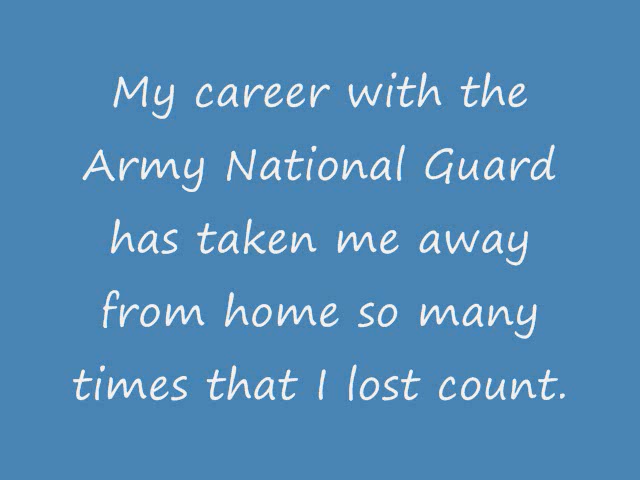 My career with the
Army National Guard
has taken me away
from home so many
times that I lost count.